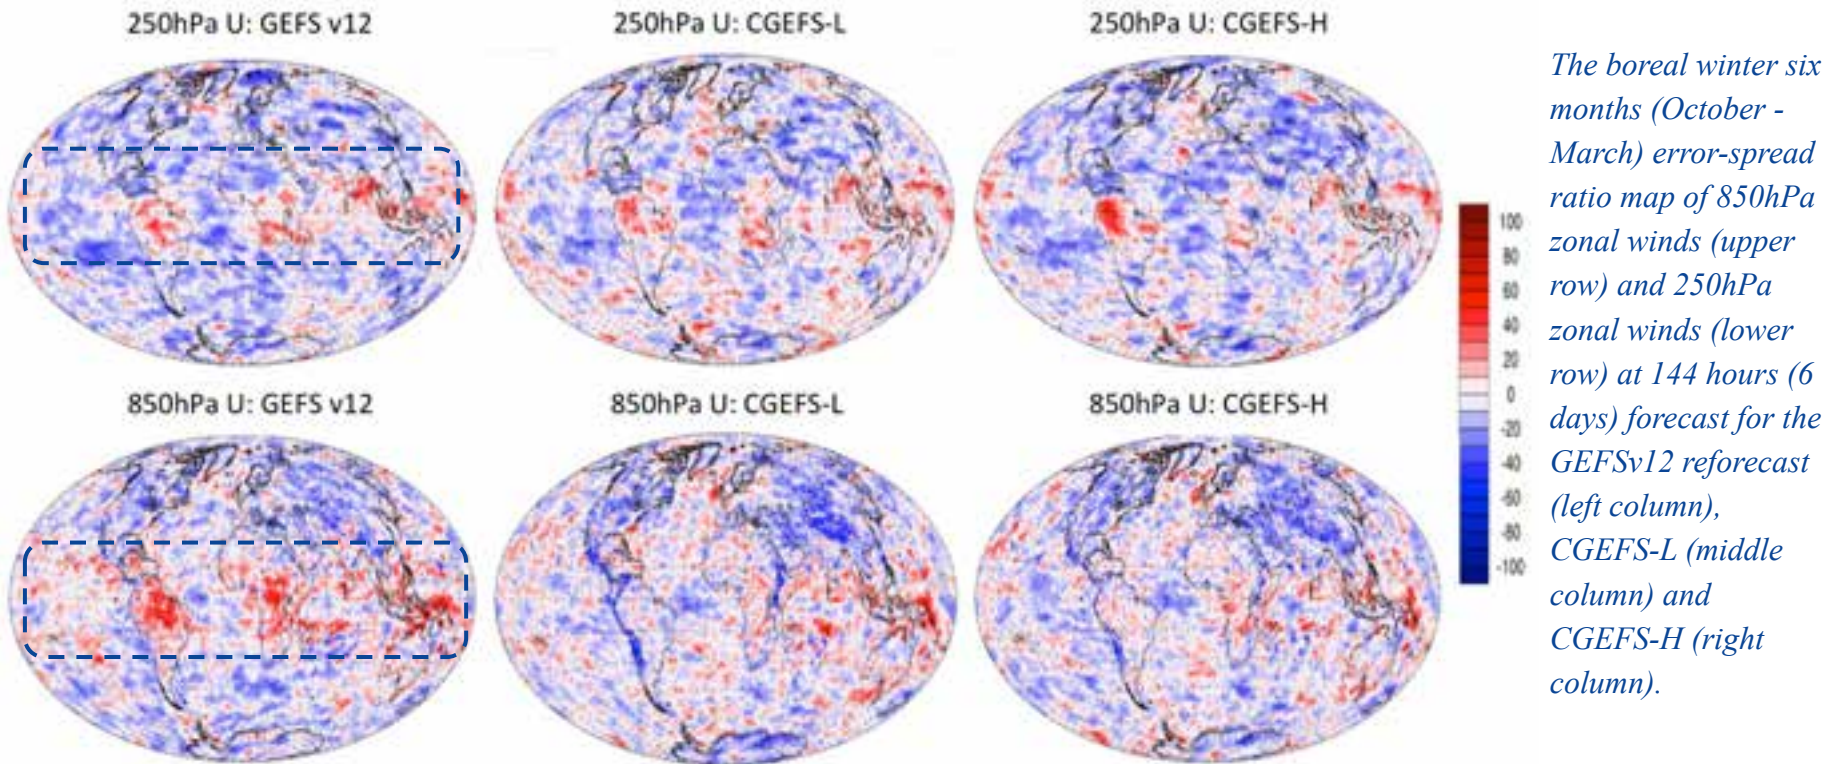 250hPa U: GEFS v12
250hPa U: CGEFS-L
250hPa U: CGEFS-H
850hPa U: GEFS v12
850hPa U: CGEFS-L
850hPa U: CGEFS-H
100
80
60
40
20
0
-20
-40
-60
-80
-100
The boreal winter six
months (October -
March) error-spread
ratio map of 850hPa
zonal winds (upper
row) and 250hPa
zonal winds (lower
row) at 144 hours (6
days) forecast for the
GEFSv12 reforecast
(left column),
CGEFS-L (middle
column) and
CGEFS-H (right
column).